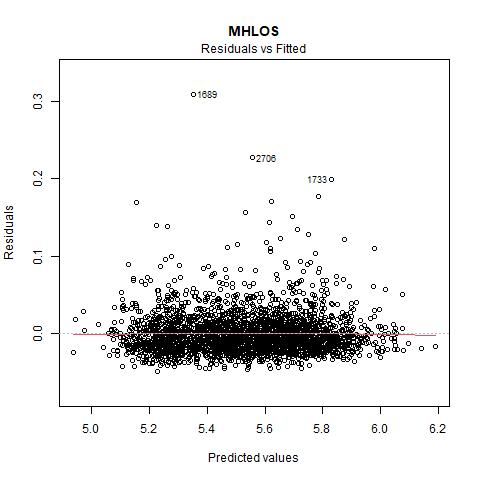 MHLOS
Residuals vs Fitted
Residuals
0.3
0.2
0.1
0.0
1689
2706
1733
5.0 5.2 5.4 5.6 5.8 6.0 6.2
Predicted values